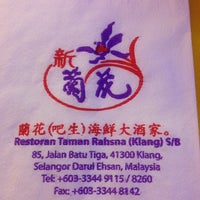 新
蘭花
蘭花(吧生)海鮮大酒家。
Restoran Taman Rahsna (Klang) S/B
85, Jalan Batu Tiga, 41300 Klang,
Selangor Darul Ehsan, Malaysia
Tel: +603-3344 9115 / 8260
Fax: +603-3344 8142